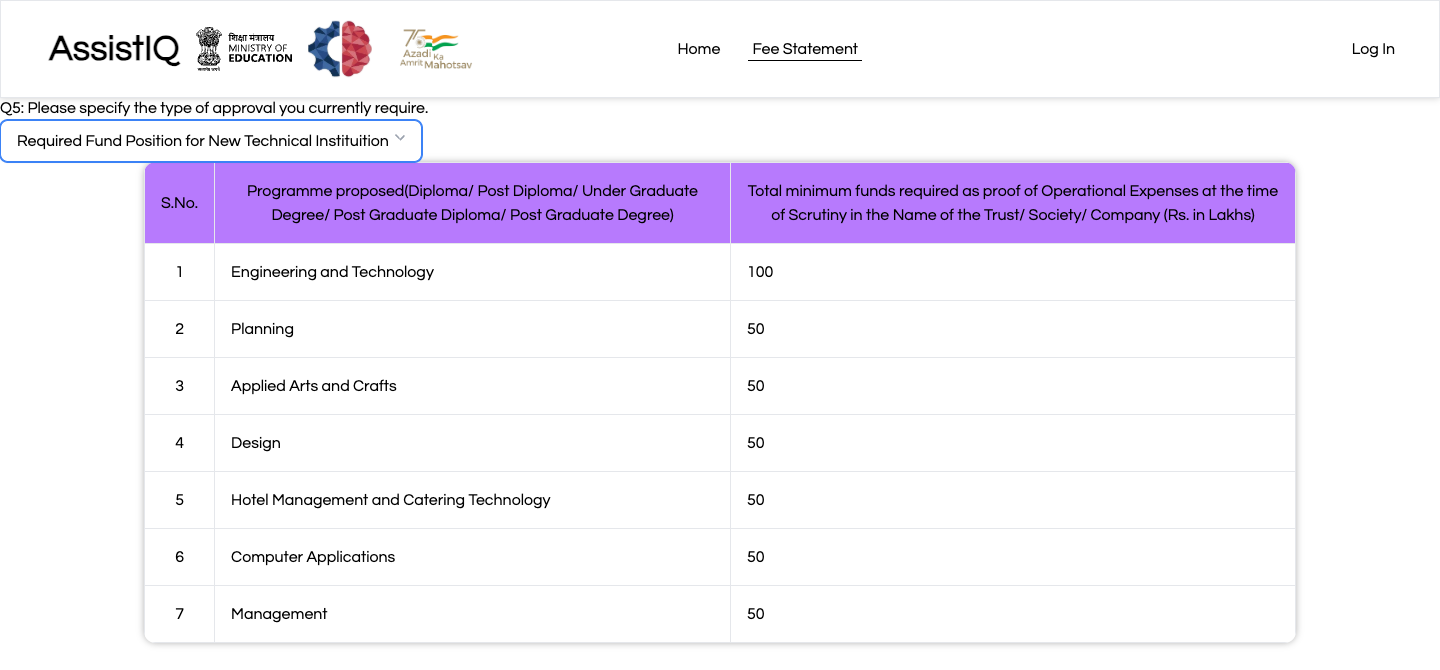 AssistIQ
शिक्षा मंत्रालय
MINISTRY OF
EDUCATION
सत्यमेव जयते
75
Azadi Ka
Amrit Mahotsav
Home
Fee Statement
Log In
Q5: Please specify the type of approval you currently require.
Required Fund Position for New Technical Instituition
S.No.
Programme proposed(Diploma/ Post Diploma/ Under Graduate
Degree/ Post Graduate Diploma/ Post Graduate Degree)
Total minimum funds required as proof of Operational Expenses at the time
of Scrutiny in the Name of the Trust/ Society/ Company (Rs. in Lakhs)
1 Engineering and Technology 100
2 Planning 50
3 Applied Arts and Crafts 50
4 Design 50
5 Hotel Management and Catering Technology 50
6 Computer Applications 50
7 Management 50